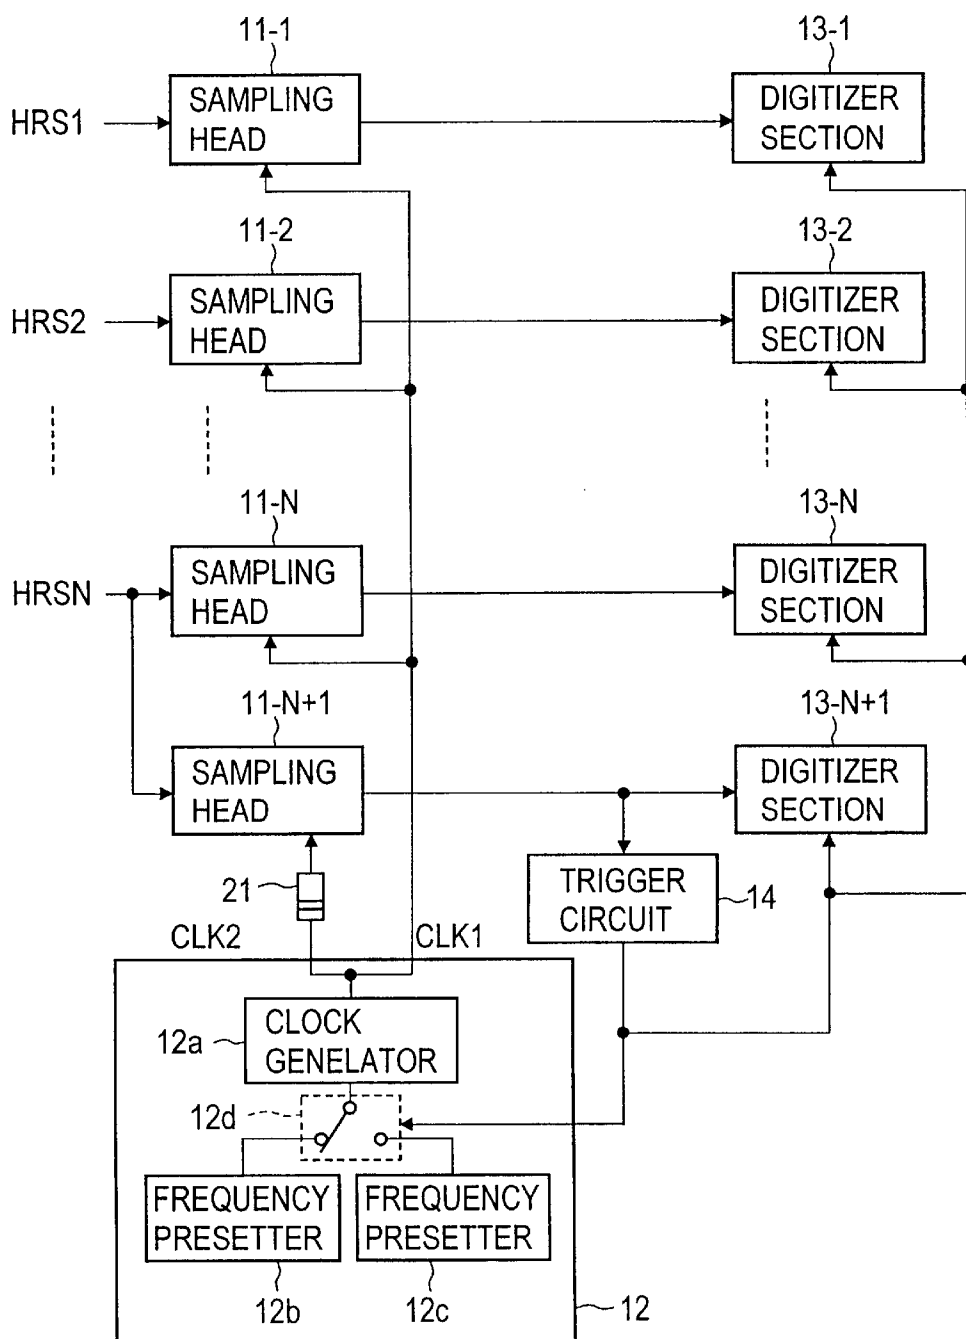 11-1
13-1
HRS1
SAMPLING
HEAD
DIGITIZER
SECTION
11-2
13-2
HRS2
SAMPLING
HEAD
DIGITIZER
SECTION
11-N
13-N
HRSN
SAMPLING
HEAD
DIGITIZER
SECTION
11-N+1
13-N+1
SAMPLING
HEAD
DIGITIZER
SECTION
21
TRIGGER
CIRCUIT
14
CLK2
CLK1
12a
CLOCK
GENELATOR
12d
FREQUENCY
PRESETTER
FREQUENCY
PRESETTER
12b
12c
12